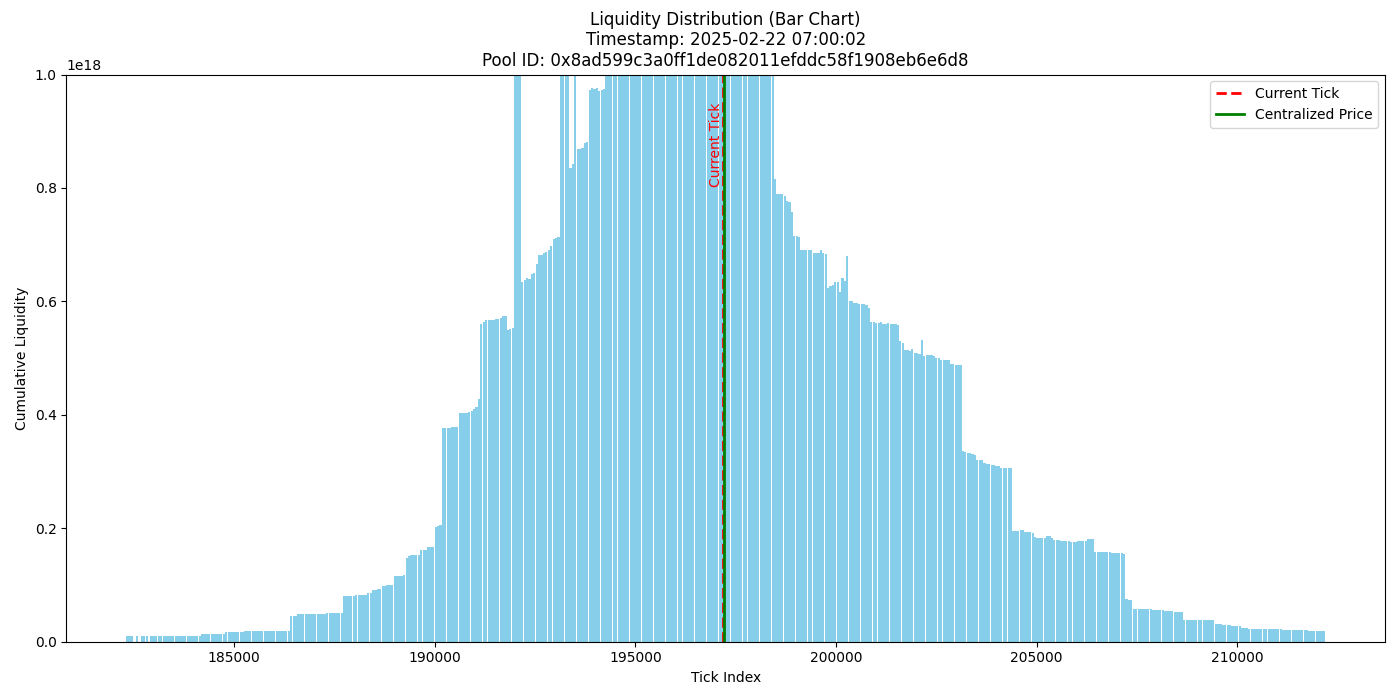 Liquidity Distribution (Bar Chart)
Timestamp: 2025-02-22 07:00:02
Pool ID: 0x8ad599c3a0ff1de082011efddc58f1908eb6e6d8
1e18
1.0
0.8
0.6
0.4
0.2
0.0
Cumulative Liquidity
Current Tick
Current Tick
Centralized Price
185000 190000 195000 200000 205000 210000
Tick Index